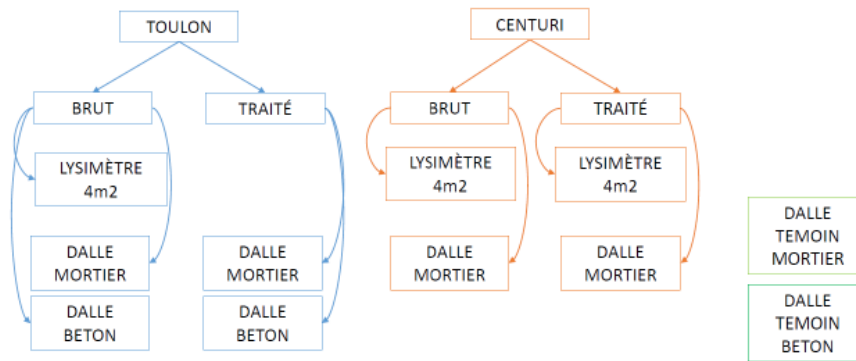 TOULON
CENTURI
BRUT
TRAITÉ
BRUT
TRAITÉ
LYSIMÈTRE
4m2
LYSIMÈTRE
4m2
LYSIMÈTRE
4m2
DALLE
MORTIER
DALLE
MORTIER
DALLE
MORTIER
DALLE
MORTIER
DALLE
BETON
DALLE
BETON
DALLE
TEMOIN
MORTIER
DALLE
TEMOIN
BETON